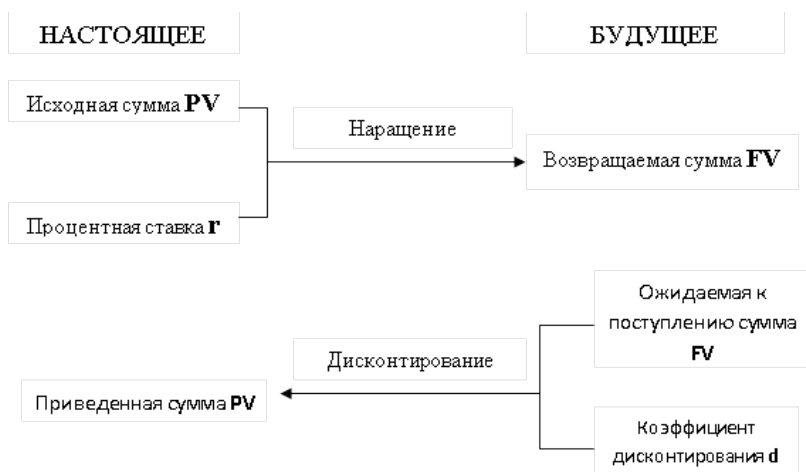 НАСТОЯЩЕЕ
БУДУЩЕЕ
Исходная сумма PV
Наращение
Возвращаемая сумма FV
Процентная ставка r
Ожидаемая к
поступлению сумма
FV
Дисконтирование
Приведенная сумма PV
Коэффициент
дисконтирования d